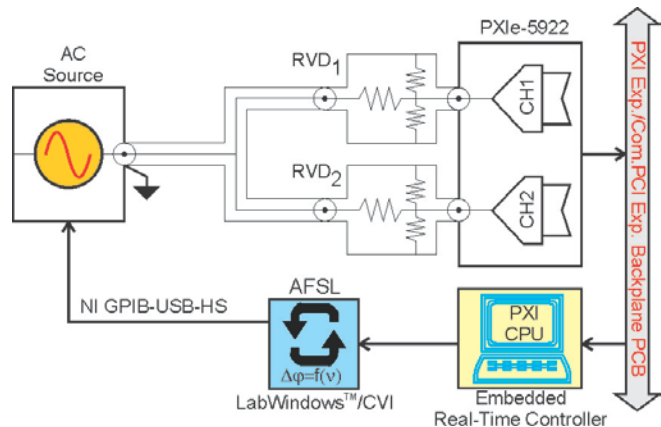 AC
Source
RVD1
RVD2
PXIe-5922
CH1
CH2
PXI Exp./Com.PCI Exp. Backplane PCB
NI GPIB-USB-HS
AFSL
Δφ=f(ν)
LabWindows™/CVI
PXI
CPU
Embedded
Real-Time Controller